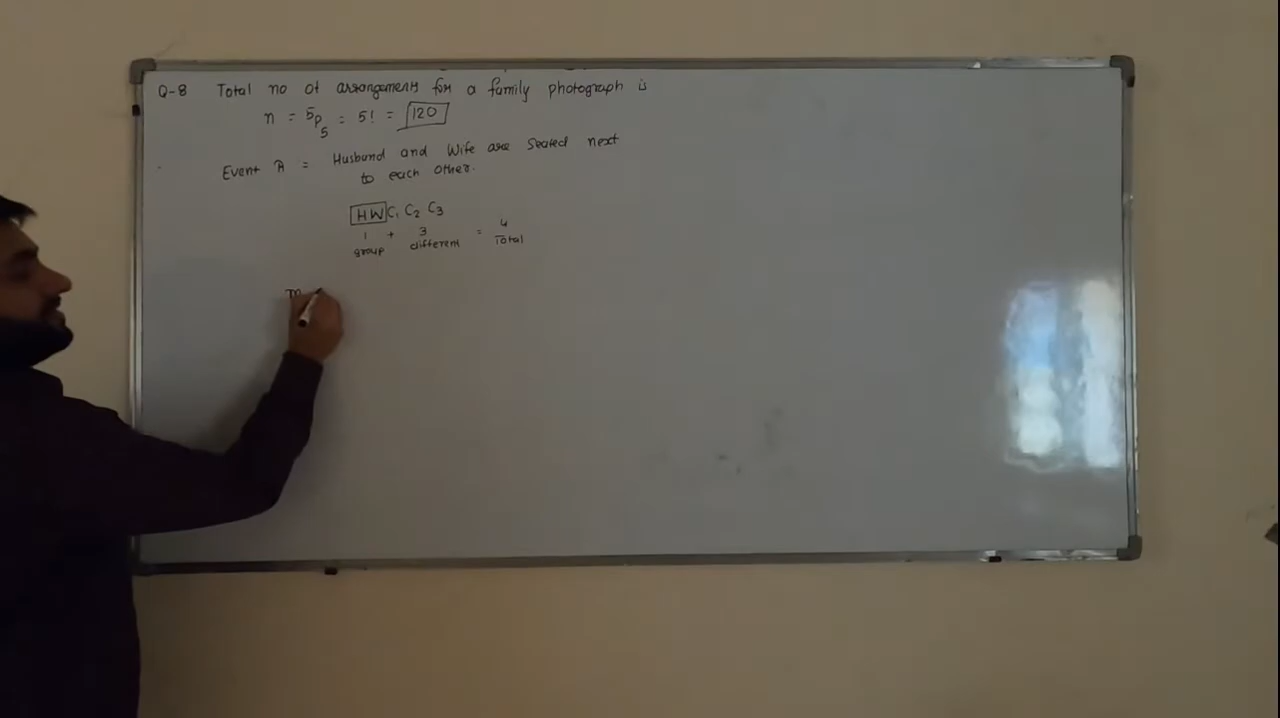 Q-8 Total no of arrangement for a family photograph is
n = 5p5 = 5! = 120
Event A = Husband and Wife are seated next
to each other.
HW C1 C2 C3
1 + 3 = 4
group different Total
m